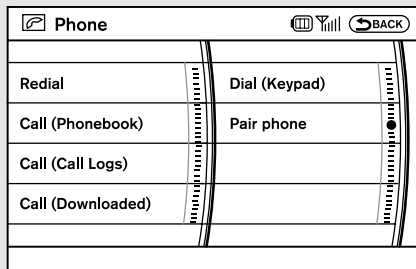 Phone
BACK
Redial
Dial (Keypad)
Call (Phonebook)
Pair phone
Call (Call Logs)
Call (Downloaded)